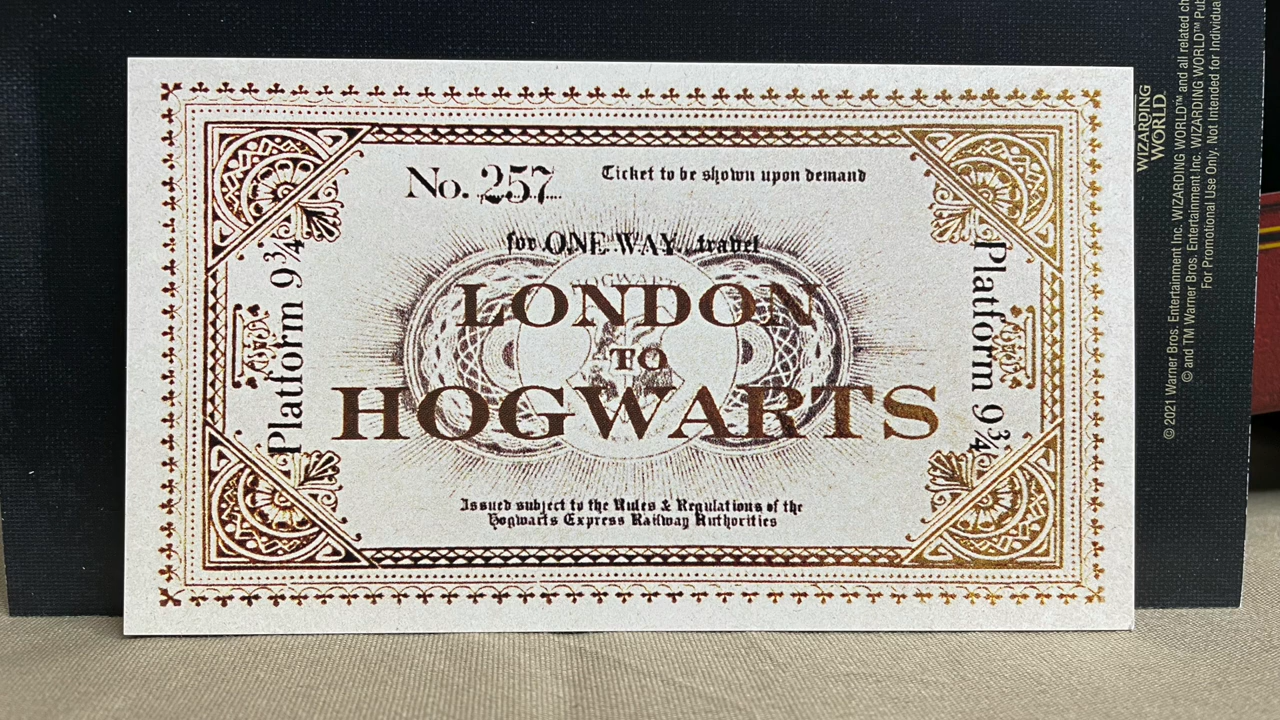 No. 257
Ticket to be shown upon demand
for ONE WAY travel
LONDON
TO
HOGWARTS
Platform 9¾
Platform 9¾
Issued subject to the Rules & Regulations of the
Hogwarts Express Railway Authorities
WIZARDING
WORLD
© 2021 Warner Bros. Entertainment Inc. WIZARDING WORLD™ and all related
© and TM Warner Bros. Entertainment Inc. WIZARDING WORLD™
For Promotional Use Only. Not Intended for